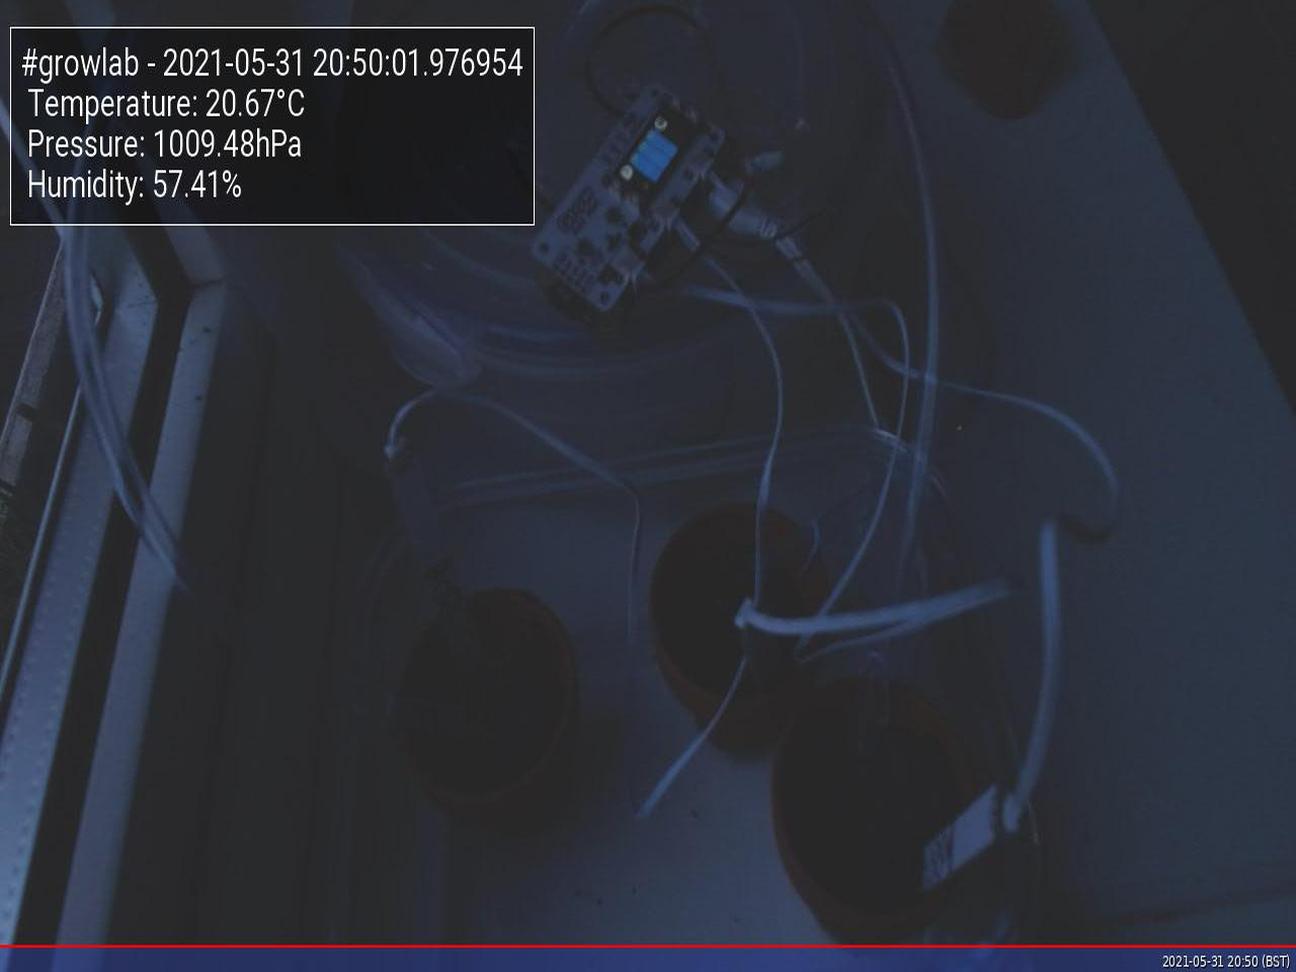 #growlab - 2021-05-31 20:50:01.976954
Temperature: 20.67°C
Pressure: 1009.48hPa
Humidity: 57.41%
2021-05-31 20:50 (BST)